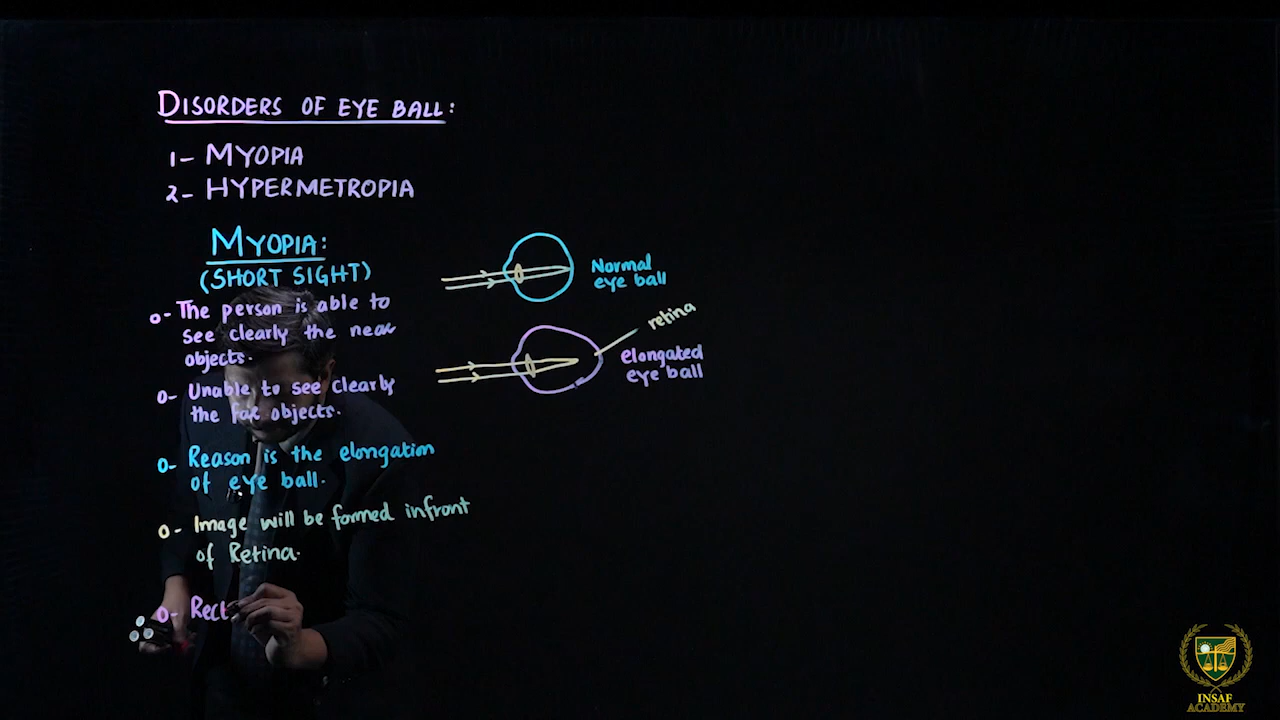 DISORDERS OF EYE BALL:
1- MYOPIA
2- HYPERMETROPIA
MYOPIA:
(SHORT SIGHT)
o- The person is able to
see clearly the near
objects.
o- Unable to see clearly
the far objects.
o- Reason is the elongation
of eye ball.
o- Image will be formed infront
of Retina.
o- Rect
Normal
eye ball
retina
elongated
eye ball
INSAF
ACADEMY